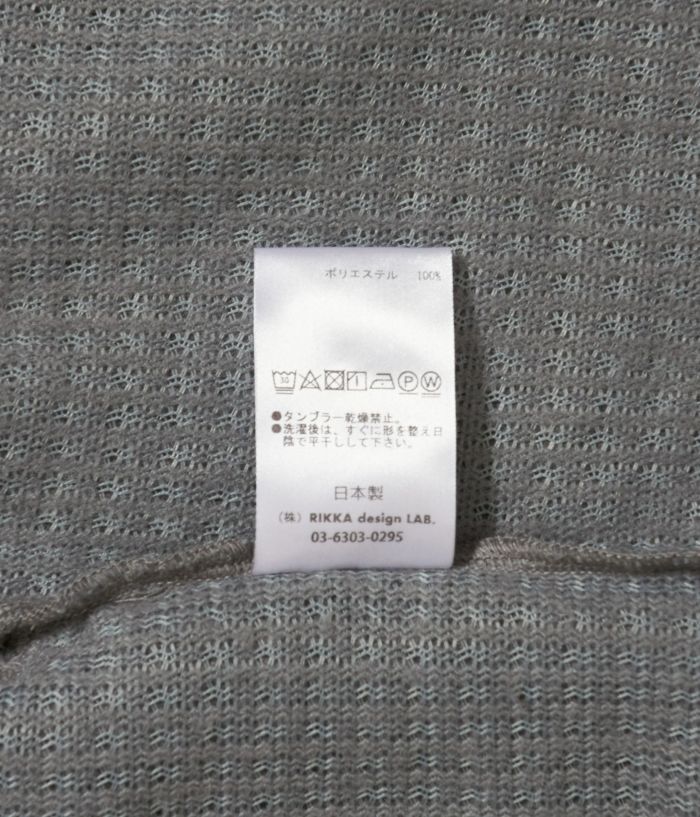 ポリエステル 100%
30
P W
●タンブラー乾燥禁止。
●洗濯後は、すぐに形を整え日
陰で平干しして下さい。
日本製
(株) RIKKA design LAB.
03-6303-0295